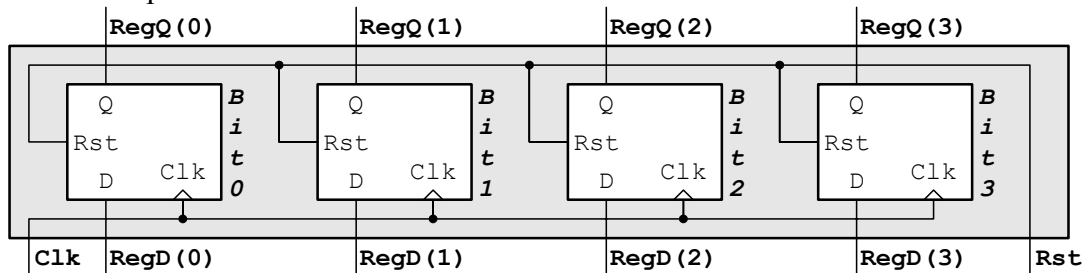 RegQ(0) RegQ(1) RegQ(2) RegQ(3)
Q Rst D Clk Bit0
Q Rst D Clk Bit1
Q Rst D Clk Bit2
Q Rst D Clk Bit3
Clk RegD(0) RegD(1) RegD(2) RegD(3) Rst